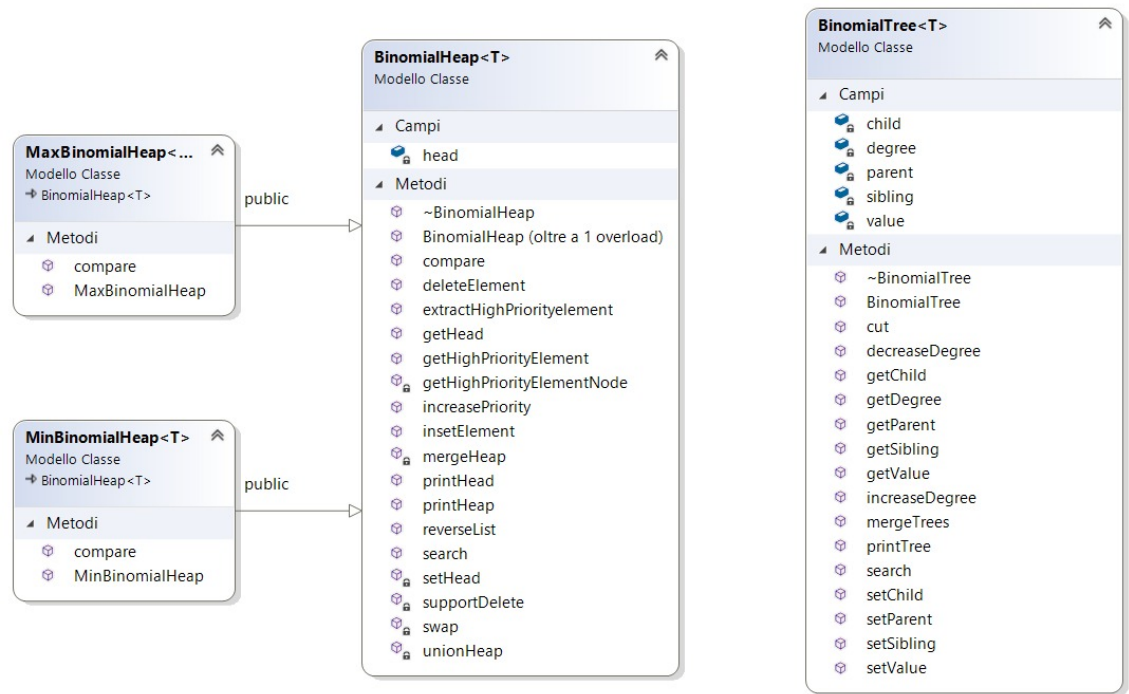 MaxBinomialHeap<...
Modello Classe
BinomialHeap<T>
Metodi
compare
MaxBinomialHeap
public
MinBinomialHeap<T>
Modello Classe
BinomialHeap<T>
Metodi
compare
MinBinomialHeap
public
BinomialHeap<T>
Modello Classe
Campi
head
Metodi
~BinomialHeap
BinomialHeap (oltre a 1 overload)
compare
deleteElement
extractHighPriorityelement
getHead
getHighPriorityElement
getHighPriorityElementNode
increasePriority
insetElement
mergeHeap
printHead
printHeap
reverseList
search
setHead
supportDelete
swap
unionHeap
BinomialTree<T>
Modello Classe
Campi
child
degree
parent
sibling
value
Metodi
~BinomialTree
BinomialTree
cut
decreaseDegree
getChild
getDegree
getParent
getSibling
getValue
increaseDegree
mergeTrees
printTree
search
setChild
setParent
setSibling
setValue